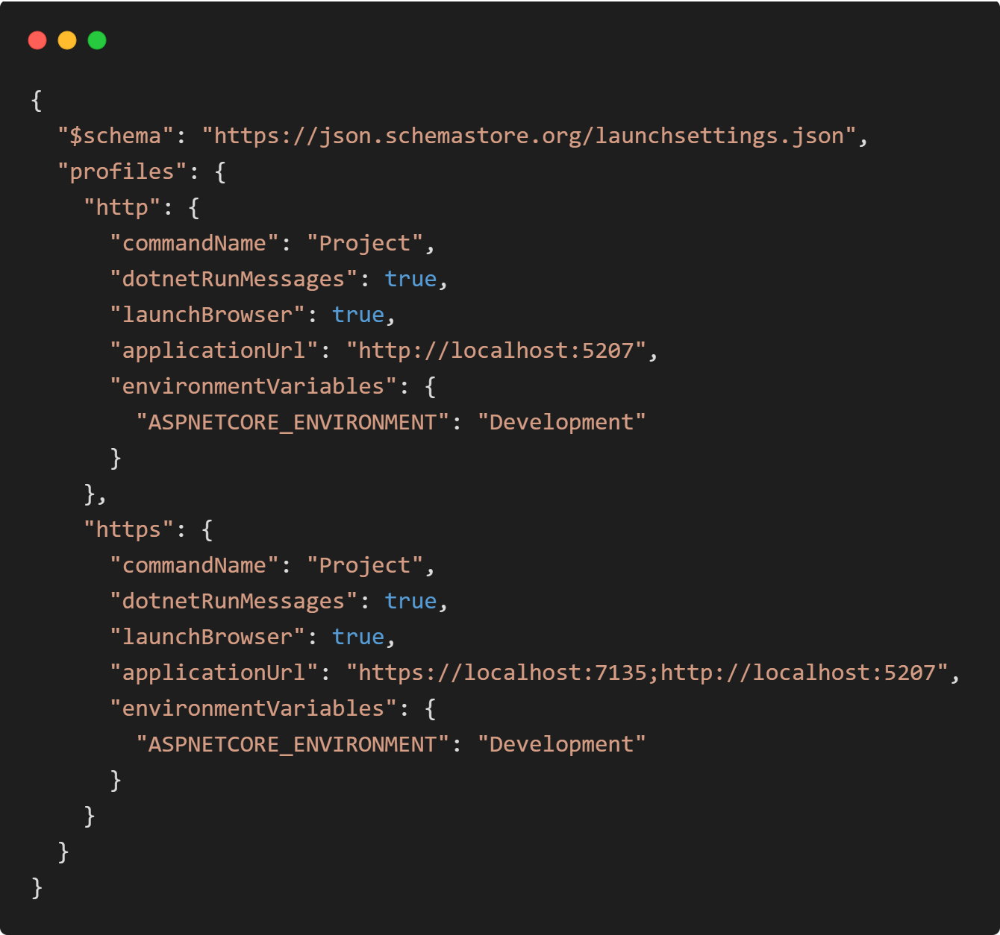 {
  "$schema": "https://json.schemastore.org/launchsettings.json",
  "profiles": {
    "http": {
      "commandName": "Project",
      "dotnetRunMessages": true,
      "launchBrowser": true,
      "applicationUrl": "http://localhost:5207",
      "environmentVariables": {
        "ASPNETCORE_ENVIRONMENT": "Development"
      }
    },
    "https": {
      "commandName": "Project",
      "dotnetRunMessages": true,
      "launchBrowser": true,
      "applicationUrl": "https://localhost:7135;http://localhost:5207",
      "environmentVariables": {
        "ASPNETCORE_ENVIRONMENT": "Development"
      }
    }
  }
}